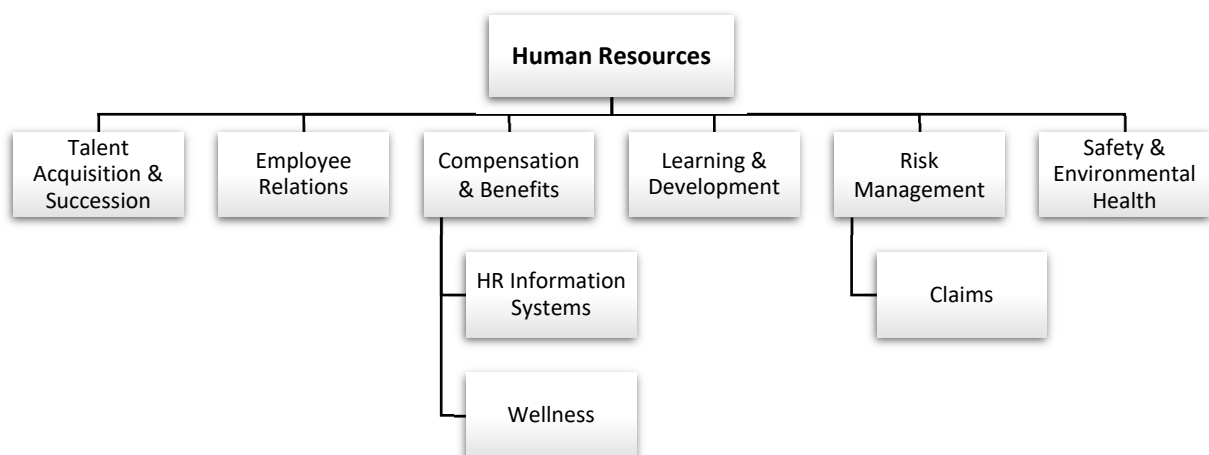 Human Resources
Talent
Acquisition &
Succession
Employee
Relations
Compensation
& Benefits
Learning &
Development
Risk
Management
Safety &
Environmental
Health
HR Information
Systems
Claims
Wellness